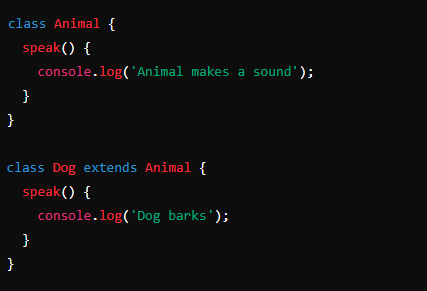 class Animal {
  speak() {
    console.log('Animal makes a sound');
  }
}

class Dog extends Animal {
  speak() {
    console.log('Dog barks');
  }
}